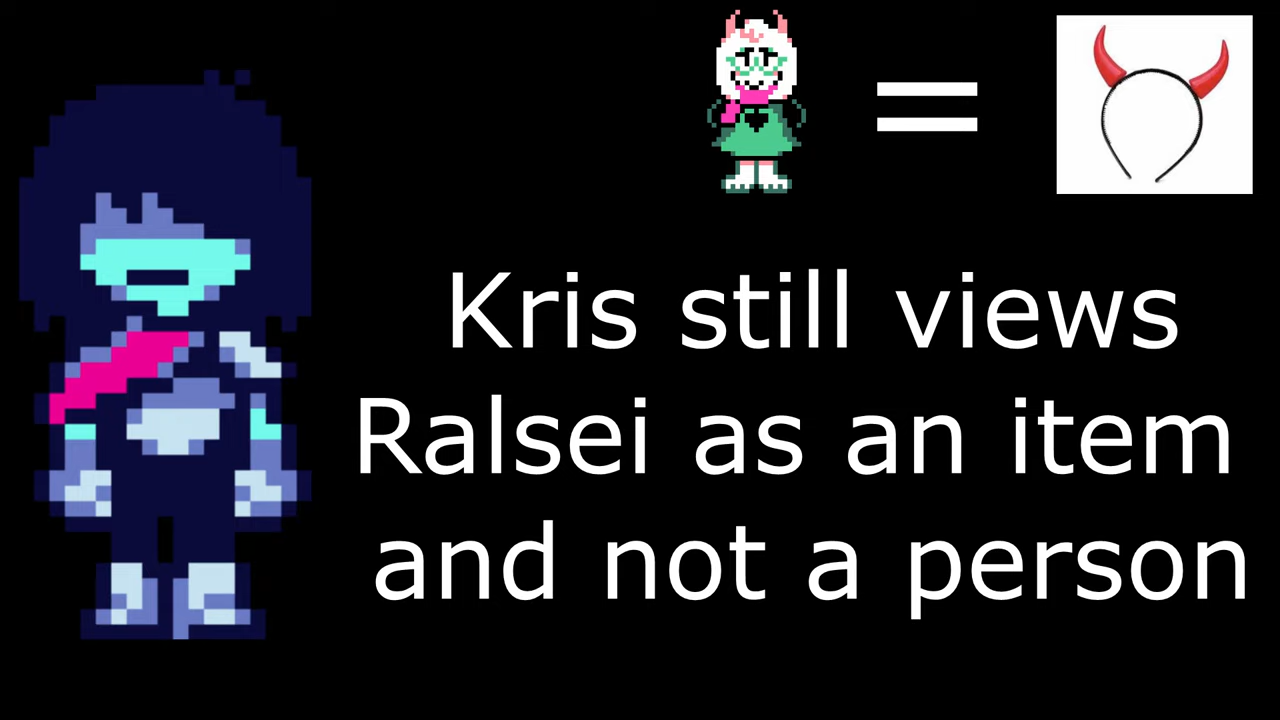 =
Kris still views
Ralsei as an item
and not a person